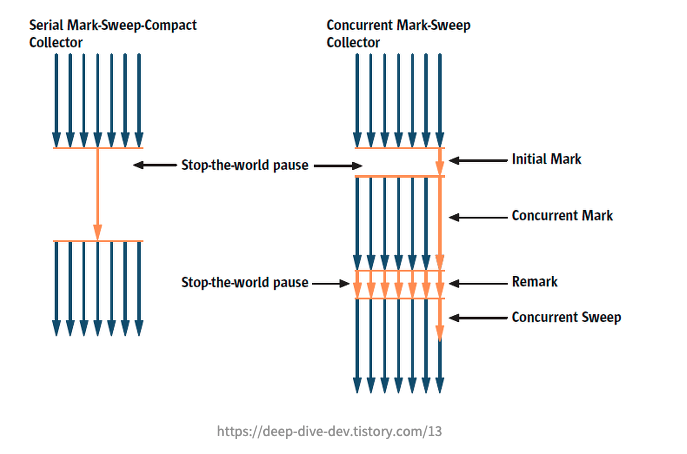 Serial Mark-Sweep-Compact
Collector
Concurrent Mark-Sweep
Collector
Stop-the-world pause
Initial Mark
Concurrent Mark
Stop-the-world pause
Remark
Concurrent Sweep
https://deep-dive-dev.tistory.com/13